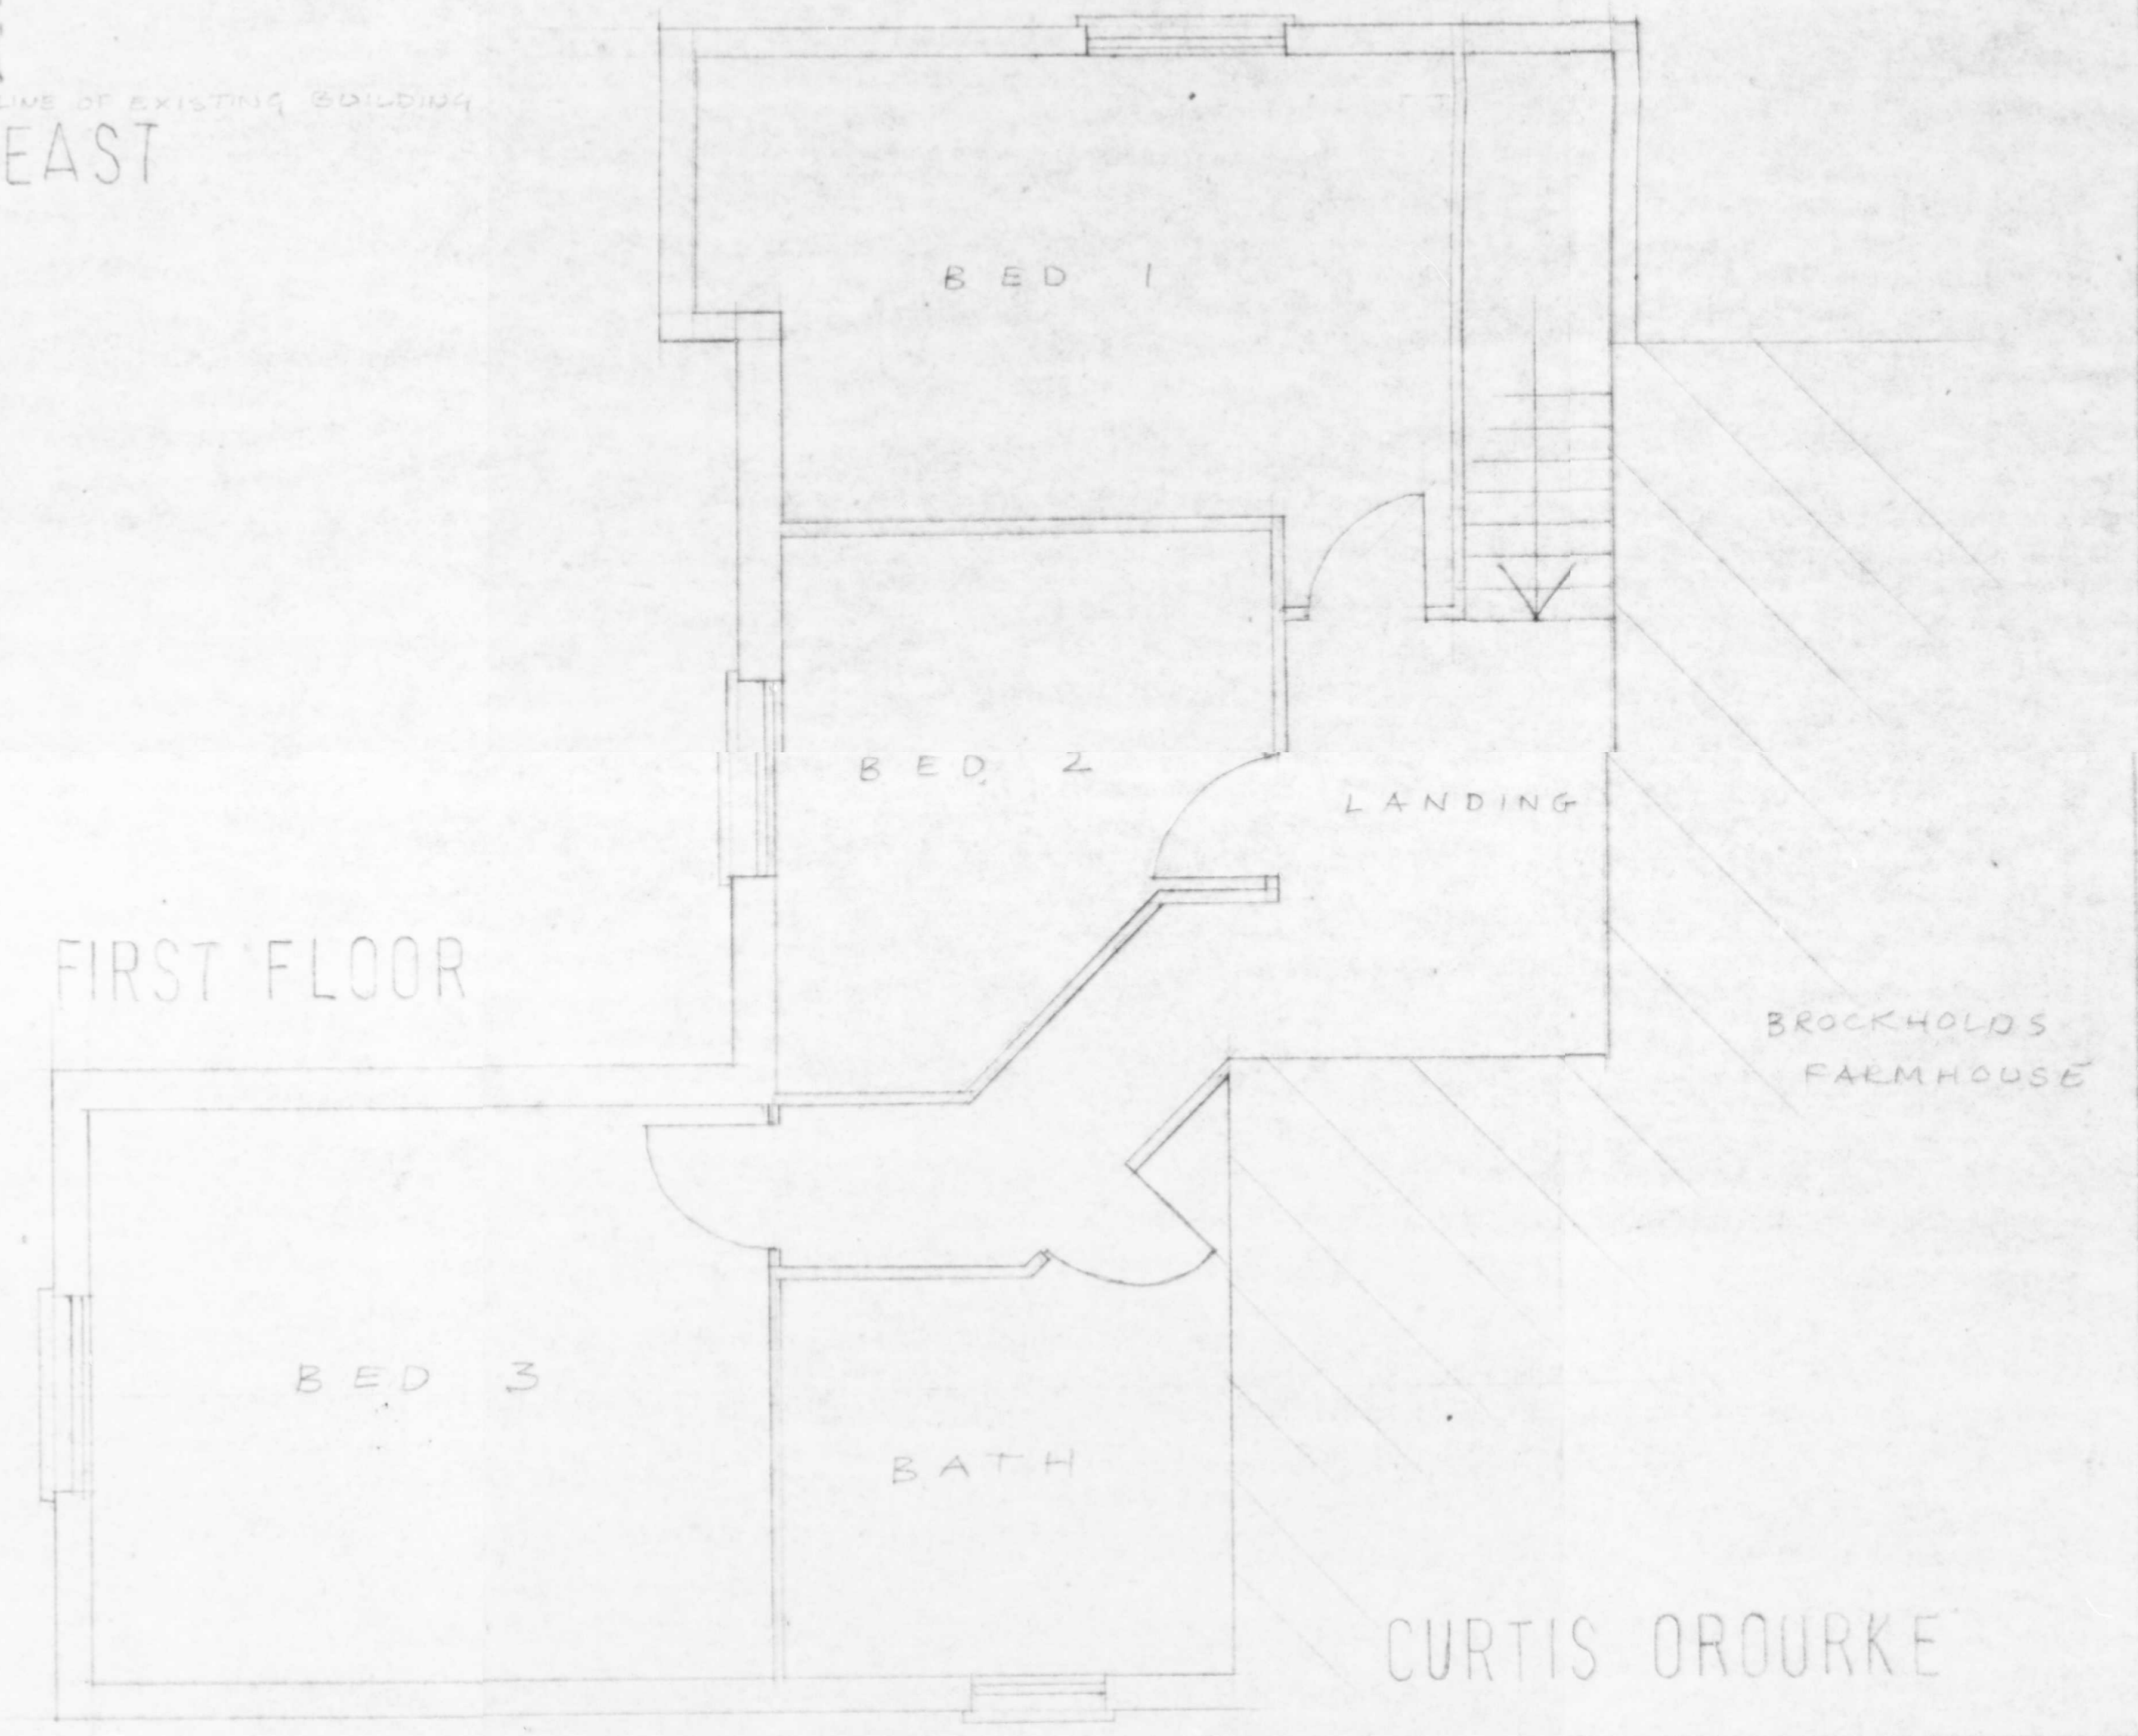 LINE OF EXISTING BUILDING
EAST
BED 1
BED 2
LANDING
FIRST FLOOR
BROCKHOLDS
FARMHOUSE
BED 3
BATH
CURTIS OROURKE